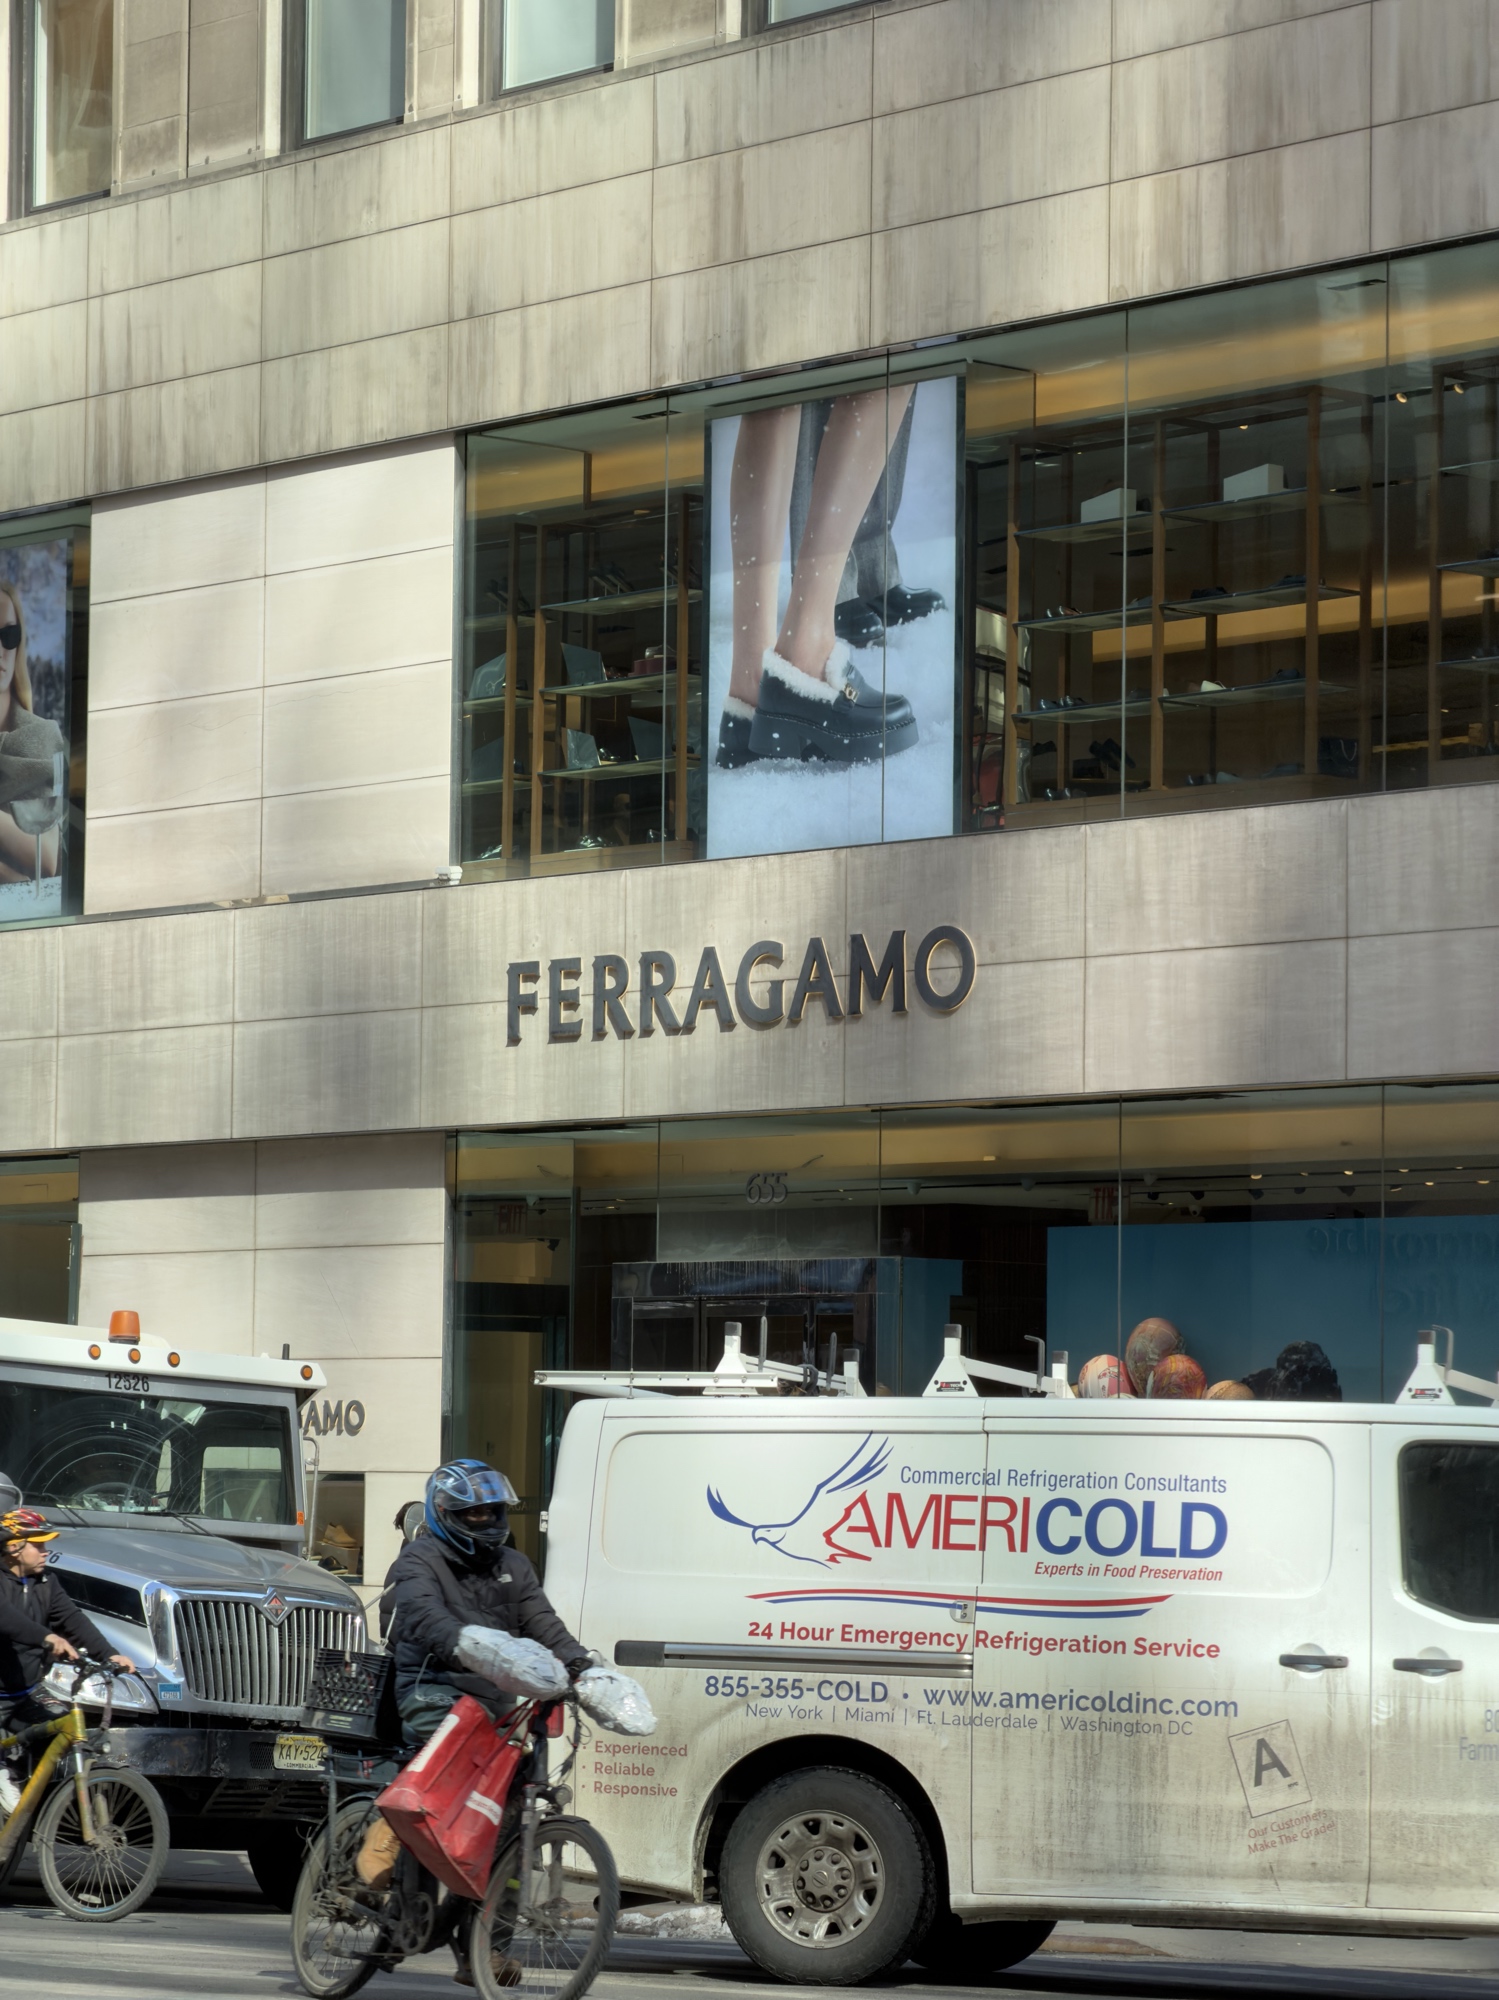 FERRAGAMO
655
EXIT
12526
AMO
Commercial Refrigeration Consultants
AMERICOLD
Experts in Food Preservation
24 Hour Emergency Refrigeration Service
855-355-COLD • www.americoldinc.com
New York | Miami | Ft. Lauderdale | Washington DC
• Experienced
• Reliable
• Responsive
A
Our Customers
Make The Grade!
Farm